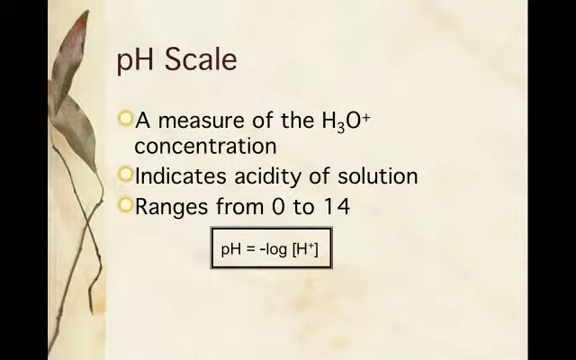 pH Scale
A measure of the H₃O⁺
concentration
Indicates acidity of solution
Ranges from 0 to 14
pH = -log [H⁺]